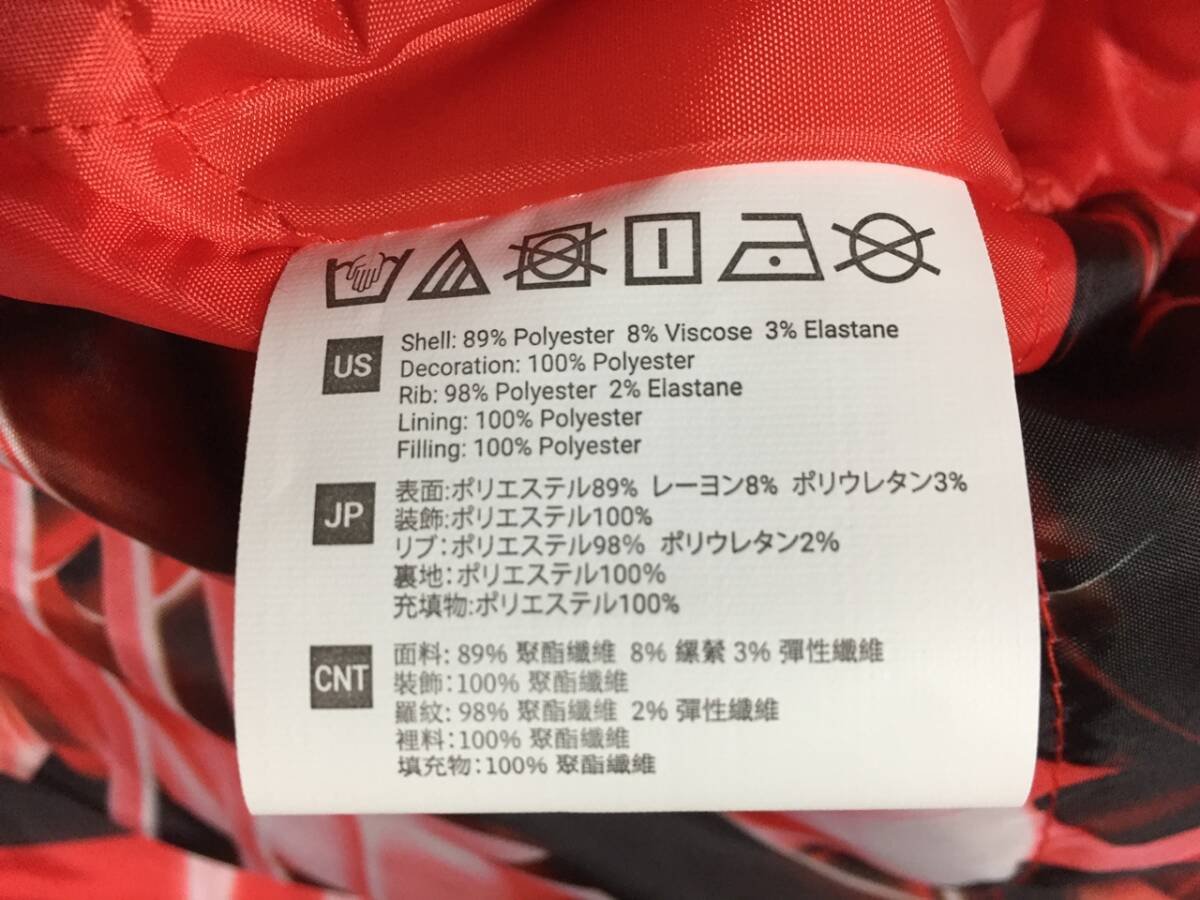 US
Shell: 89% Polyester 8% Viscose 3% Elastane
Decoration: 100% Polyester
Rib: 98% Polyester 2% Elastane
Lining: 100% Polyester
Filling: 100% Polyester
JP
表面:ポリエステル89% レーヨン8% ポリウレタン3%
装飾:ポリエステル100%
リブ:ポリエステル98% ポリウレタン2%
裏地:ポリエステル100%
充填物:ポリエステル100%
CNT
面料: 89% 聚酯纖維 8% 縲縈 3% 彈性纖維
裝飾:100% 聚酯纖維
羅紋: 98% 聚酯纖維 2% 彈性纖維
裡料:100% 聚酯纖維
填充物:100% 聚酯纖維